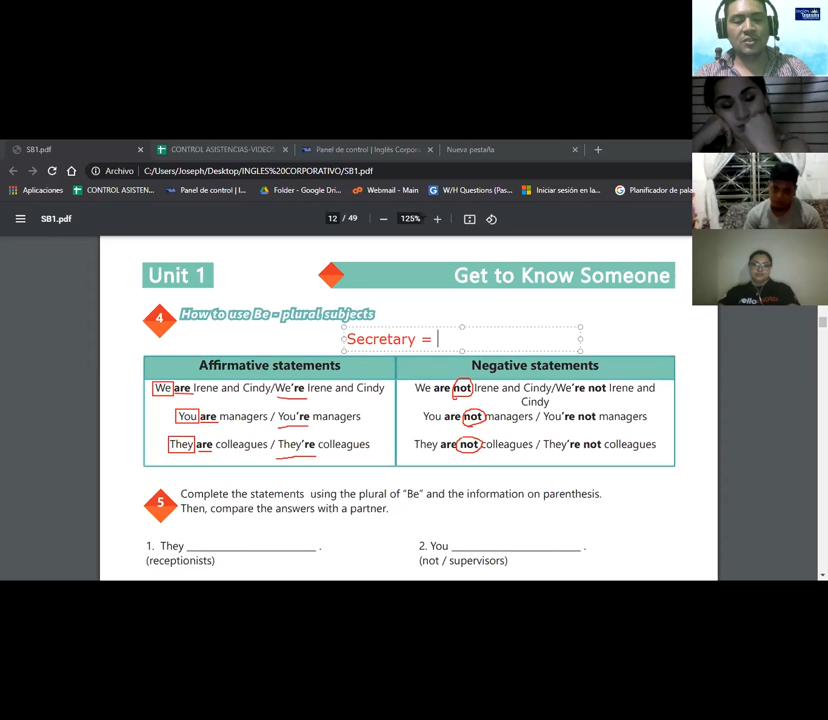 SB1.pdf
CONTROL ASISTENCIAS-VIDEO
Panel de control | Inglés Corpor
Nueva pestaña
Archivo C:/Users/Joseph/Desktop/INGLES%20CORPORATIVO/SB1.pdf
Aplicaciones CONTROL ASISTEN... Panel de control | I... Folder - Google Dri... Webmail - Main W/H Questions (Pas... Iniciar sesión en la... Planificador de pala
SB1.pdf 12 / 49 125%
Unit 1 Get to Know Someone
4 How to use Be - plural subjects
Secretary =
Affirmative statements Negative statements
We are Irene and Cindy/We're Irene and Cindy We are not Irene and Cindy/We're not Irene and
Cindy
You are managers / You're managers You are not managers / You're not managers
They are colleagues / They're colleagues They are not colleagues / They're not colleagues
5 Complete the statements using the plural of "Be" and the information on parenthesis.
Then, compare the answers with a partner.
1. They ____________________ . 2. You ____________________ .
(receptionists) (not / supervisors)